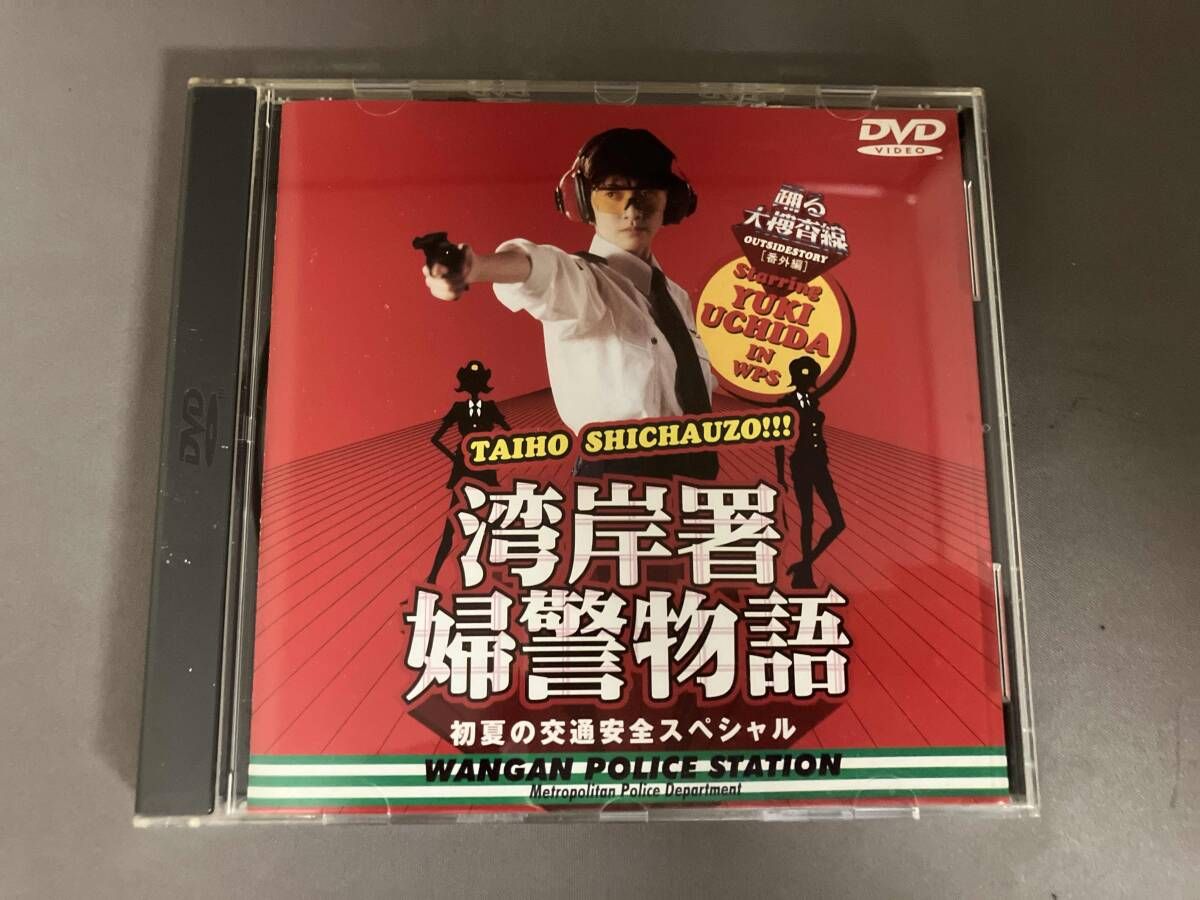 DVD
VIDEO
踊る
大捜査線
OUTSIDESTORY
[番外編]
Starring
YUKI
UCHIDA
IN
WPS
TAIHO SHICHAUZO!!!
湾岸署
婦警物語
初夏の交通安全スペシャル
WANGAN POLICE STATION
Metropolitan Police Department
DVD